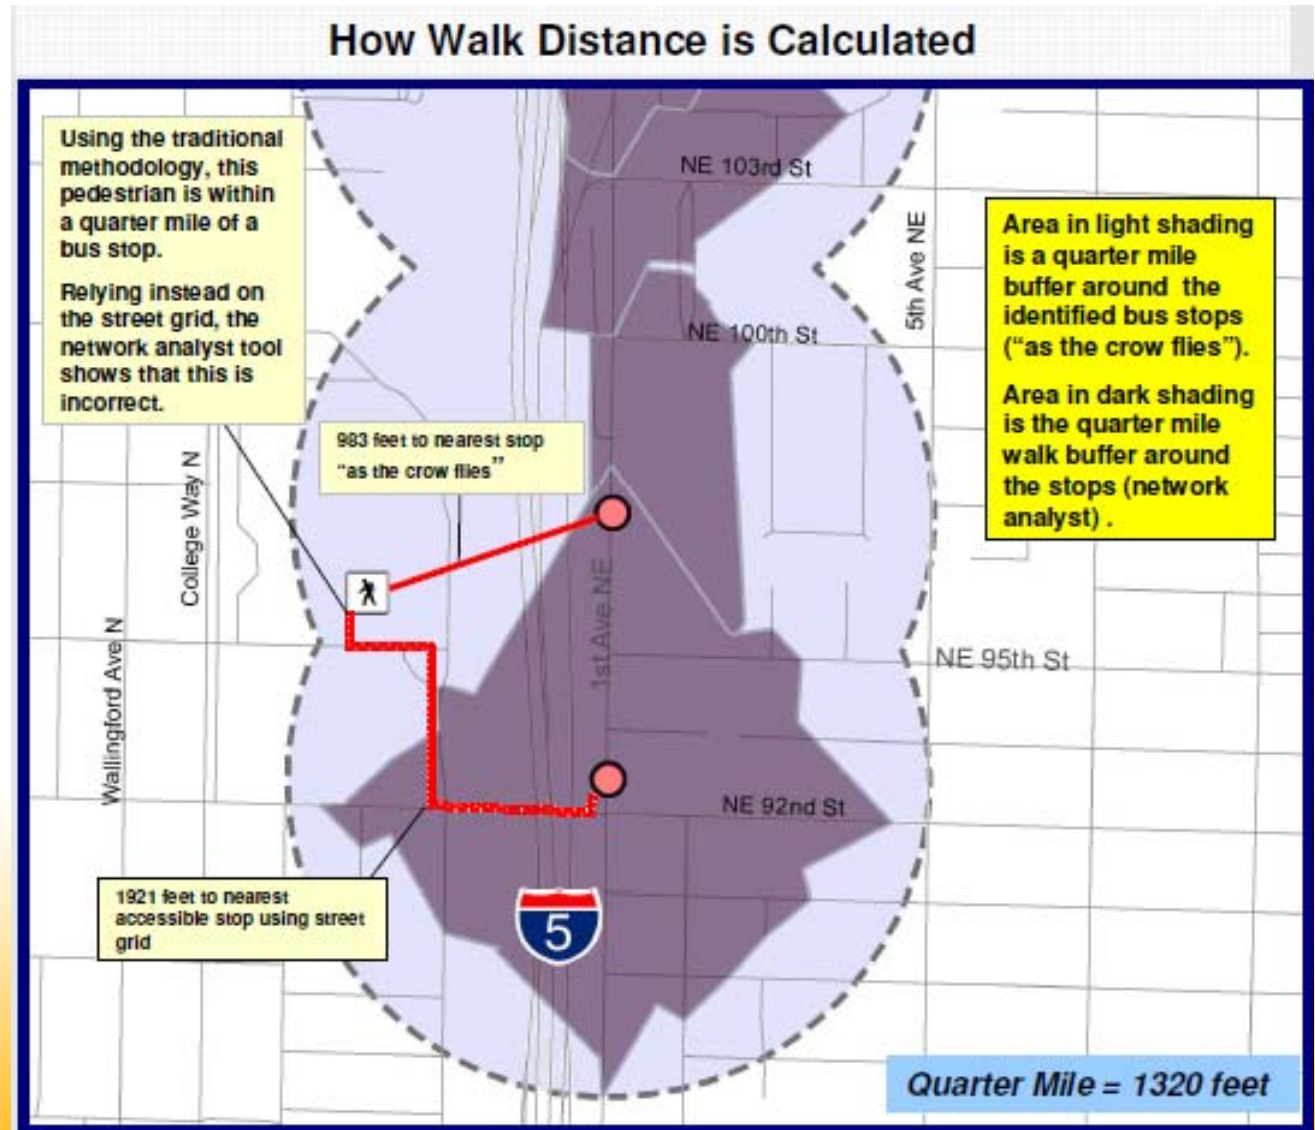 How Walk Distance is Calculated
Using the traditional
methodology, this
pedestrian is within
a quarter mile of a
bus stop.
Relying instead on
the street grid, the
network analyst tool
shows that this is
incorrect.
983 feet to nearest stop
“as the crow flies”
NE 103rd St
5th Ave NE
Area in light shading
is a quarter mile
buffer around the
identified bus stops
(“as the crow flies”).
Area in dark shading
is the quarter mile
walk buffer around
the stops (network
analyst) .
NE 100th St
College Way N
1st Ave NE
Wallingford Ave N
NE 95th St
NE 92nd St
1921 feet to nearest
accessible stop using street
grid
5
Quarter Mile = 1320 feet